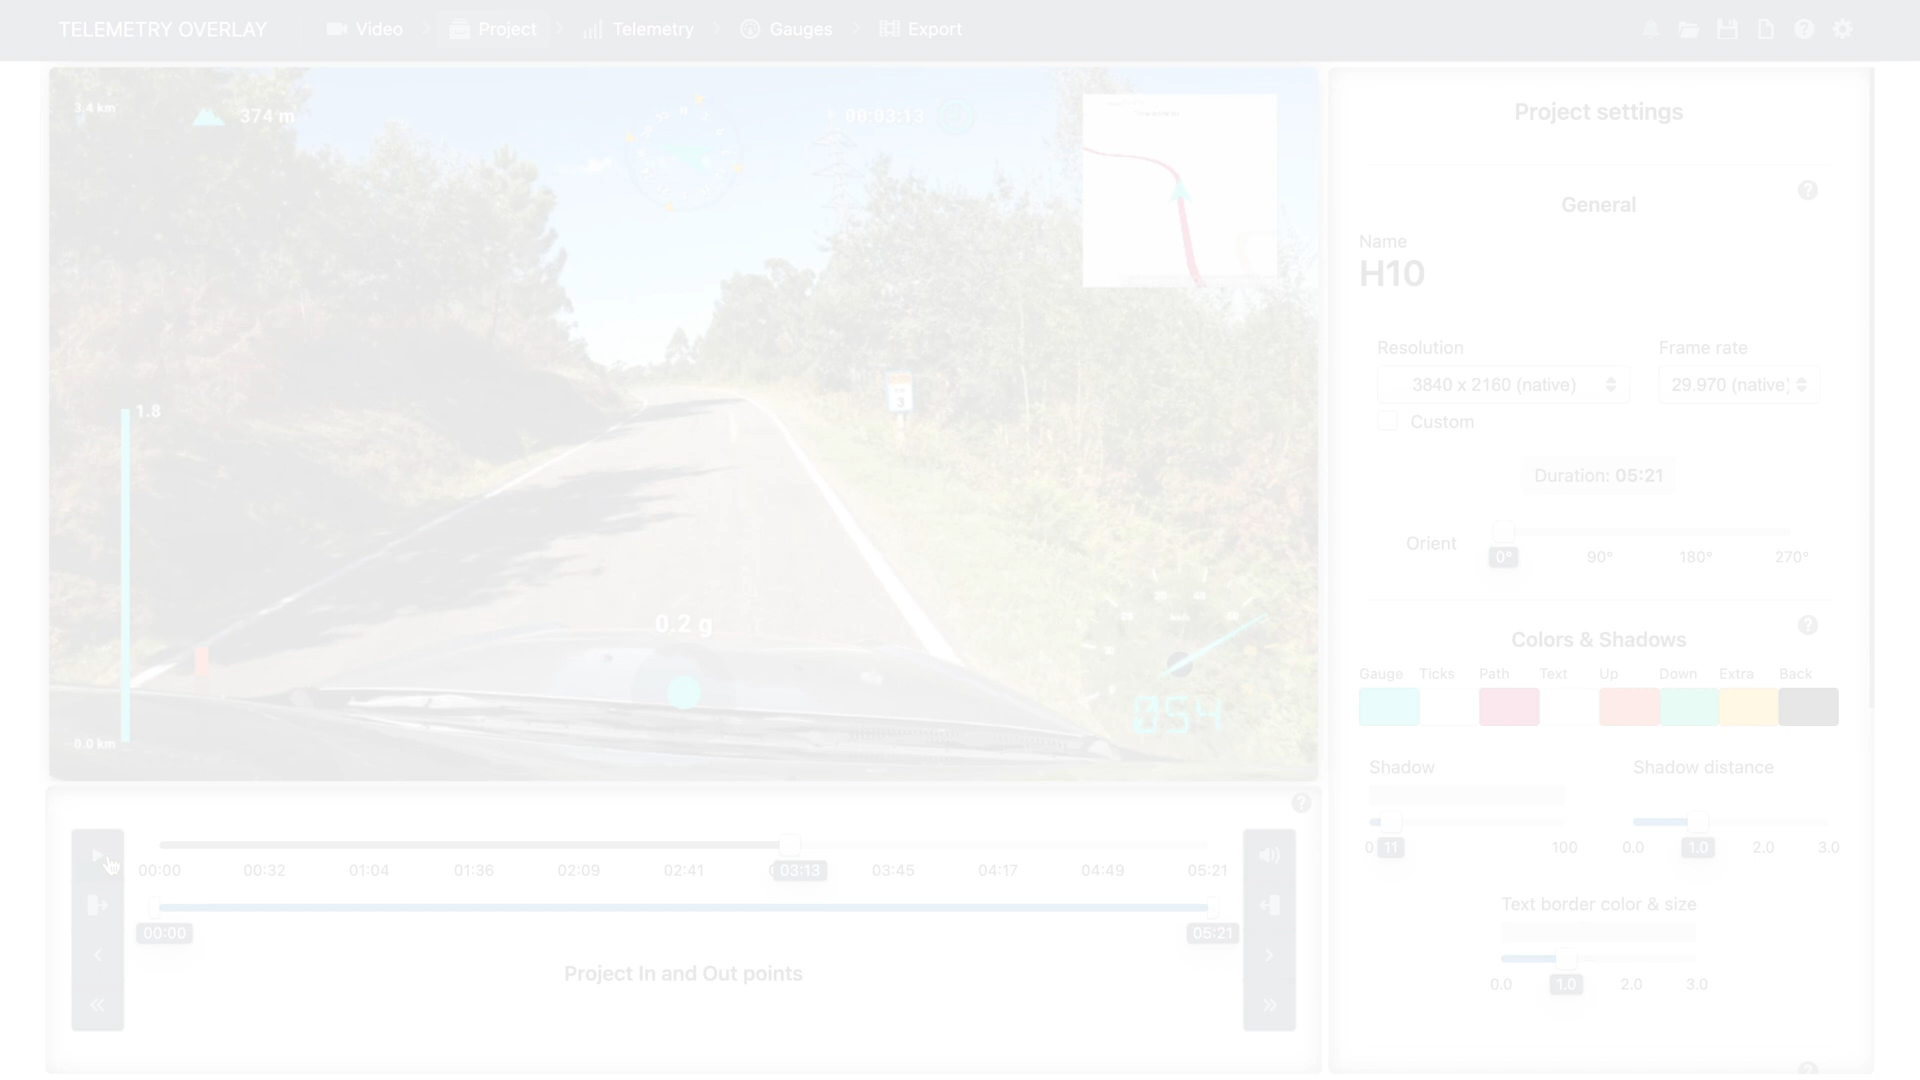 TELEMETRY OVERLAY Video Project Telemetry Gauges Export
3.4 km
374 m
00:03:13
1.8
0.0 km
0.2 g
054
3
Project settings
General
Name
H10
Resolution Frame rate
3840 x 2160 (native) 29.970 (native)
Custom
Duration: 05:21
Orient
0° 90° 180° 270°
Colors & Shadows
Gauge Ticks Path Text Up Down Extra Back
Shadow Shadow distance
0 11 100 0.0 1.0 2.0 3.0
Text border color & size
0.0 1.0 2.0 3.0
00:00 00:32 01:04 01:36 02:09 02:41 03:13 03:45 04:17 04:49 05:21
00:00 05:21
Project In and Out points